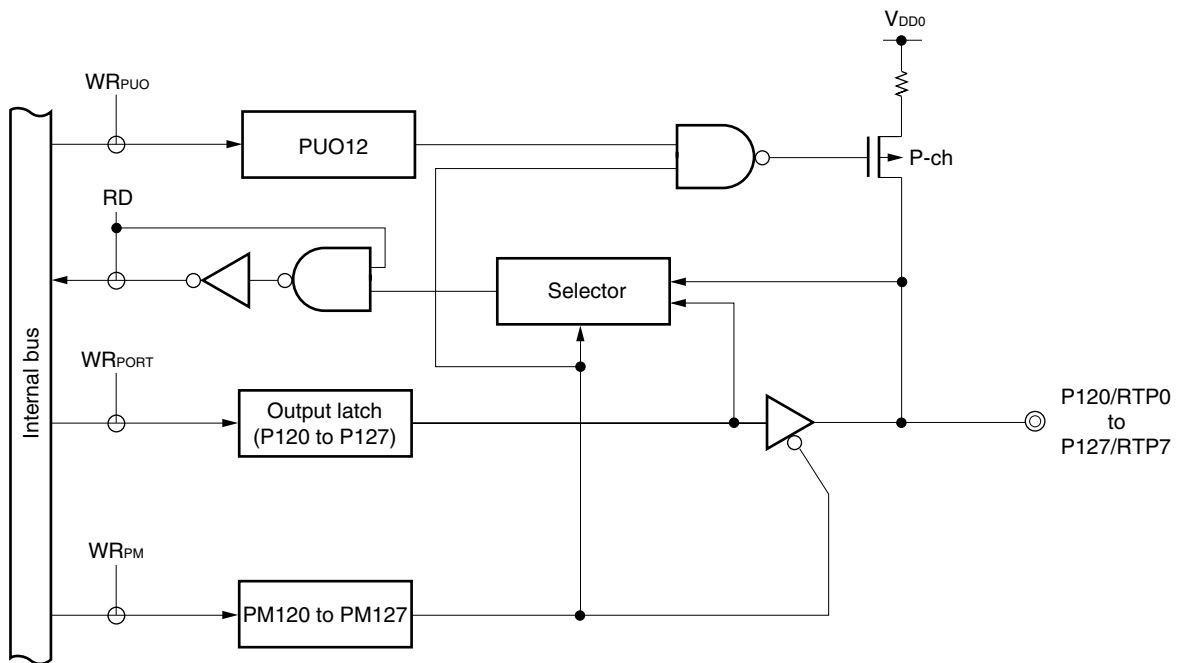 VDD0
WRPUO
PUO12
P-ch
RD
Selector
Internal bus
WRPORT
Output latch
(P120 to P127)
P120/RTP0
to
P127/RTP7
WRPM
PM120 to PM127